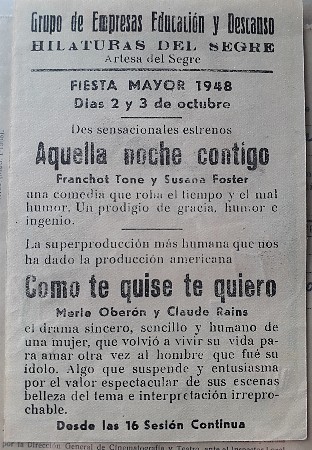 Grupo de Empresas Educación y Descanso
HILATURAS DEL SEGRE
Artesa del Segre
FIESTA MAYOR 1948
Dias 2 y 3 de octubre
Des sensacionales estrenos
Aquella noche contigo
Franchot Tone y Susana Foster
una comedia que roba el tiempo y el mal
humor. Un prodigio de gracia, humor e
ingenio.
La superproducción más humana que nos
ha dado la producción americana
Como te quise te quiero
Merle Oberón y Claude Rains
el drama sincero, sencillo y humano de
una mujer, que volvió a vivir su vida pa-
ra amar otra vez al hombre que fué su
idolo. Algo que suspende y entusiasma
por el valor espectacular de sus escenas
belleza del tema e interpretación irrepro-
chable.
Desde las 16 Sesión Continua
por la Dirección General de Cinematografía y Teatro, ante el Inspector